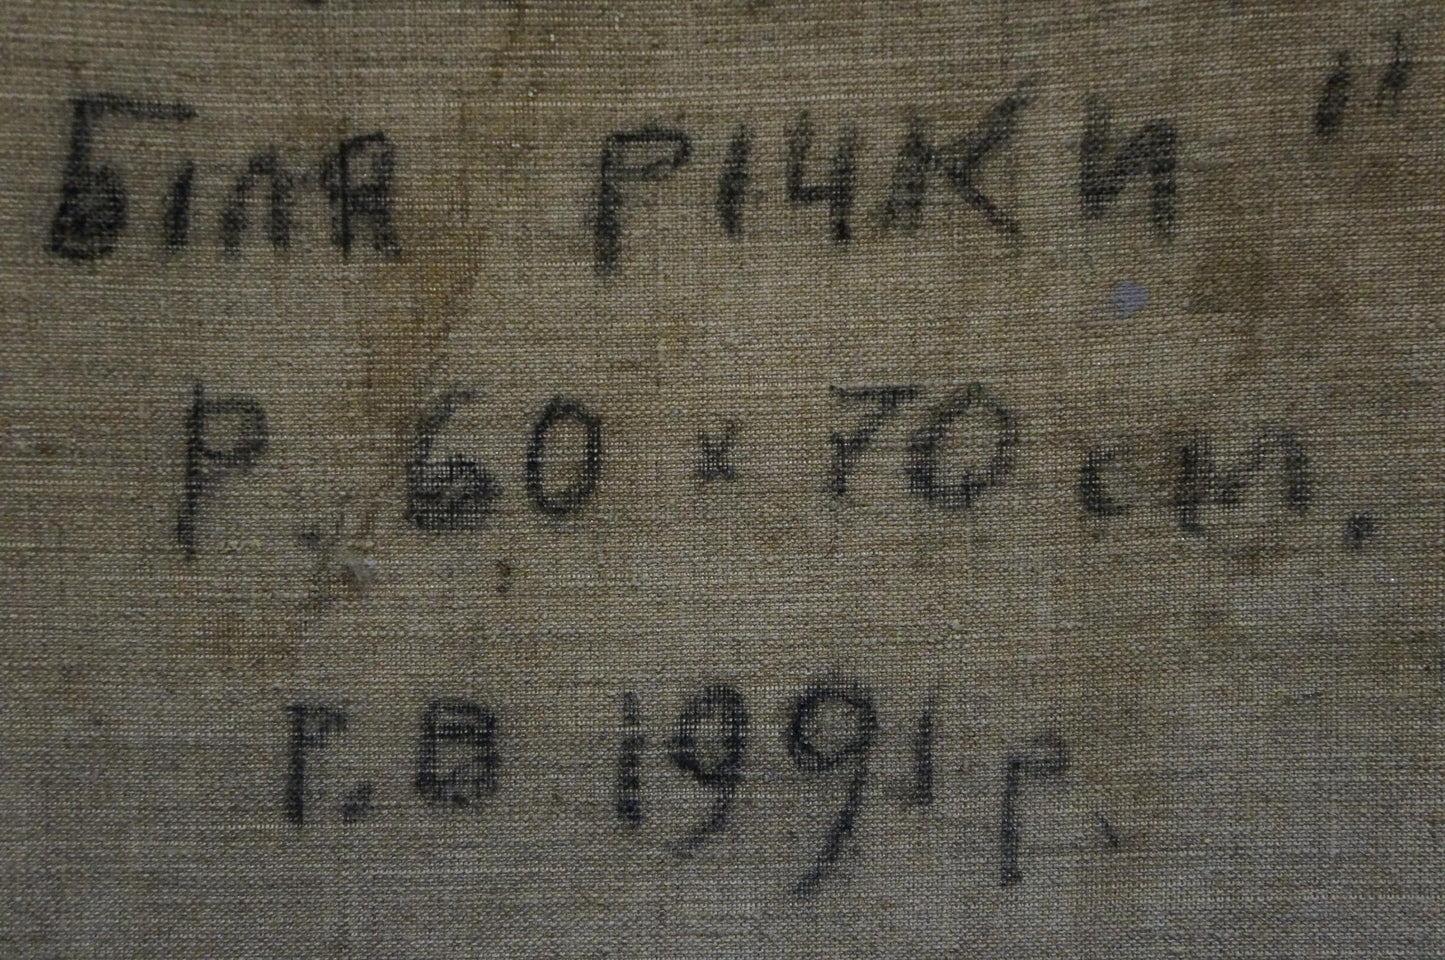 Біля річки"
Р. 60 х 70 см.
Р.В 1991 р.